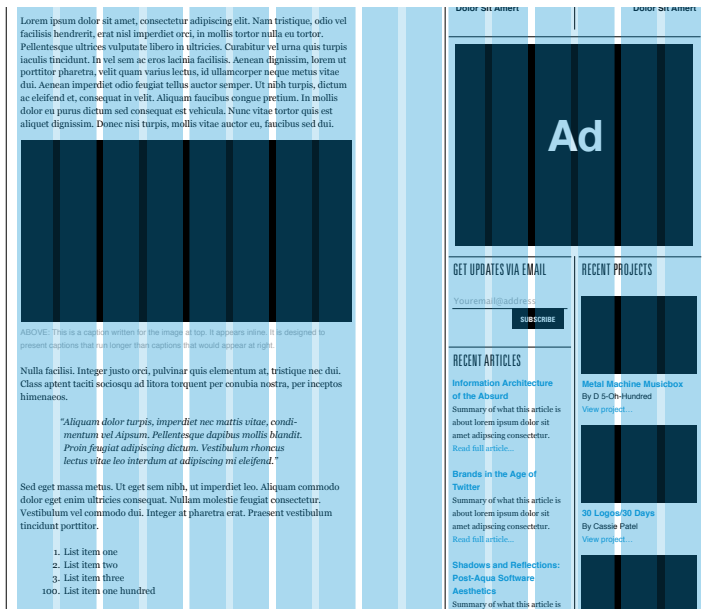 Lorem ipsum dolor sit amet, consectetur adipiscing elit. Nam tristique, odio vel
facilisis hendrerit, erat nisl imperdiet orci, in mollis tortor nulla eu tortor.
Pellentesque ultrices vulputate libero in ultricies. Curabitur vel urna quis turpis
iaculis tincidunt. In vel sem ac eros lacinia facilisis. Aenean dignissim, lorem ut
porttitor pharetra, velit quam varius lectus, id ullamcorper neque metus vitae
dui. Aenean imperdiet odio feugiat tellus auctor semper. Ut nibh turpis, dictum
ac eleifend et, consequat in velit. Aliquam faucibus congue pretium. In mollis
dolor eu purus dictum sed consequat est vehicula. Nunc vitae tortor quis est
aliquet dignissim. Donec nisi turpis, mollis vitae auctor eu, faucibus sed dui.
ABOVE: This is a caption written for the image at top. It appears inline. It is designed to
present captions that run longer than captions that would appear at right.
Nulla facilisi. Integer justo orci, pulvinar quis elementum at, tristique nec dui.
Class aptent taciti sociosqu ad litora torquent per conubia nostra, per inceptos
himenaeos.
“Aliquam dolor turpis, imperdiet nec mattis vitae, condi-
mentum vel Aipsum. Pellentesque dapibus mollis blandit.
Proin feugiat adipiscing dictum. Vestibulum rhoncus
lectus vitae leo interdum at adipiscing mi eleifend.”
Sed eget massa metus. Ut eget sem nibh, ut imperdiet leo. Aliquam commodo
dolor eget enim ultricies consequat. Nullam molestie feugiat consectetur.
Vestibulum vel commodo dui. Integer at pharetra erat. Praesent vestibulum
tincidunt porttitor.
1. List item one
2. List item two
3. List item three
100. List item one hundred
Dolor Sit Amert
Dolor Sit Amert
Ad
GET UPDATES VIA EMAIL
Youremail@address
SUBSCRIBE
RECENT ARTICLES
Information Architecture
of the Absurd
Summary of what this article is
about lorem ipsum dolor sit
amet adipscing consectetur.
Read full article...
Brands in the Age of
Twitter
Summary of what this article is
about lorem ipsum dolor sit
amet adipscing consectetur.
Read full article...
Shadows and Reflections:
Post-Aqua Software
Aesthetics
Summary of what this article is
RECENT PROJECTS
Metal Machine Musicbox
By D 5-Oh-Hundred
View project...
30 Logos/30 Days
By Cassie Patel
View project...